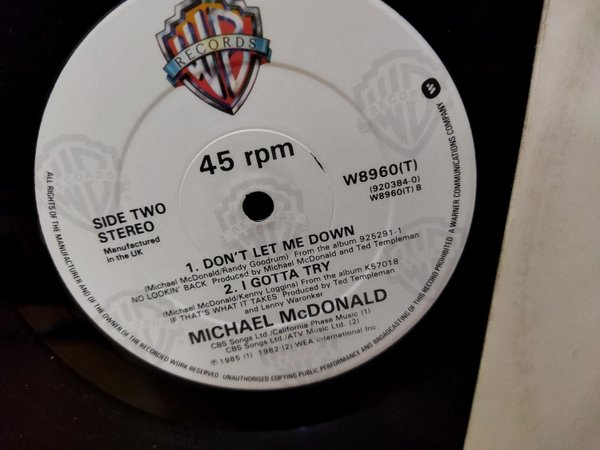 WB
RECORDS
45 rpm
SIDE TWO
STEREO
Manufactured
in the UK
W8960(T)
(920384-0)
W8960(T) B
1. DON'T LET ME DOWN
(Michael McDonald/Randy Goodrum) From the album 925291-1
NO LOOKIN' BACK Produced by Michael McDonald and Ted Templeman
2. I GOTTA TRY
(Michael McDonald/Kenny Loggins) From the album K57018
IF THAT'S WHAT IT TAKES Produced by Ted Templeman
and Lenny Waronker
MICHAEL McDONALD
CBS Songs Ltd./California Phase Music (1)
CBS Songs Ltd./ATV Music Ltd. (2)
℗ 1985 (1) 1982 (2) WEA International Inc.
ALL RIGHTS OF THE MANUFACTURER AND OF THE OWNER OF THE RECORDED WORK RESERVED UNAUTHORISED COPYING PUBLIC PERFORMANCE AND BROADCASTING OF THIS RECORD PROHIBITED A WARNER COMMUNICATIONS COMPANY